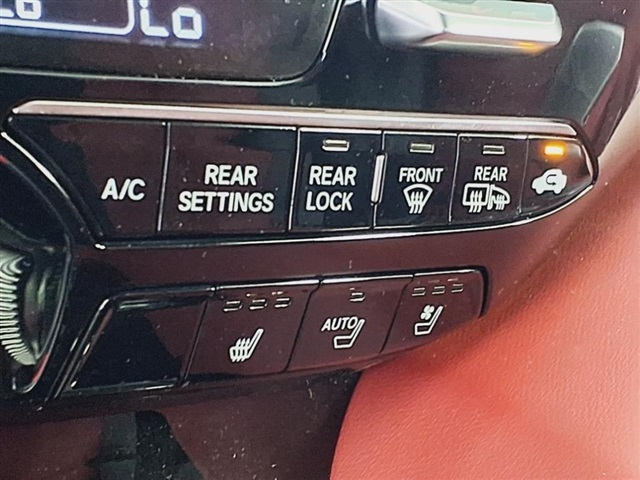 LO
A/C
REAR
SETTINGS
REAR
LOCK
FRONT
REAR
AUTO